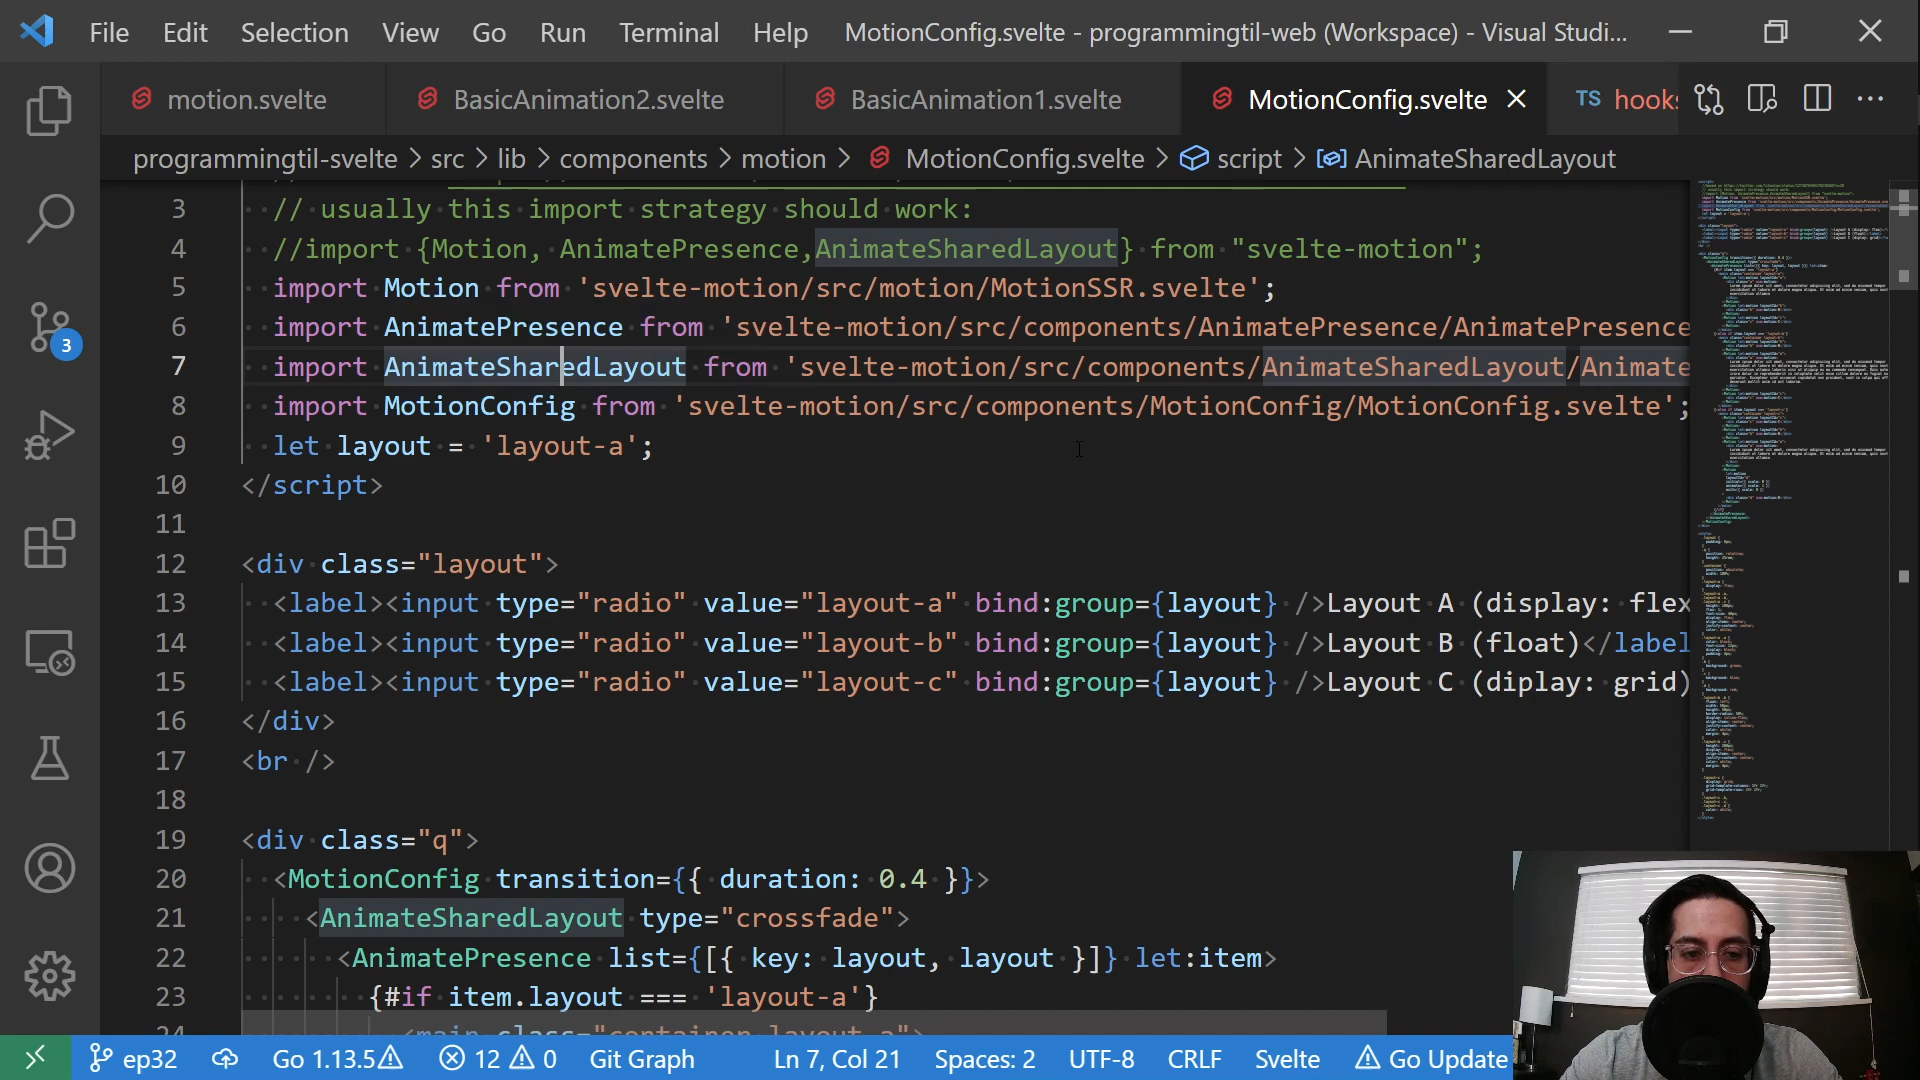 File Edit Selection View Go Run Terminal Help MotionConfig.svelte - programmingtil-web (Workspace) - Visual Studi...
motion.svelte BasicAnimation2.svelte BasicAnimation1.svelte MotionConfig.svelte TS hooks
programmingtil-svelte > src > lib > components > motion > MotionConfig.svelte > script > AnimateSharedLayout
3 // usually this import strategy should work:
4 //import {Motion, AnimatePresence,AnimateSharedLayout} from "svelte-motion";
5 import Motion from 'svelte-motion/src/motion/MotionSSR.svelte';
6 import AnimatePresence from 'svelte-motion/src/components/AnimatePresence/AnimatePresence
7 import AnimateSharedLayout from 'svelte-motion/src/components/AnimateSharedLayout/Animate
8 import MotionConfig from 'svelte-motion/src/components/MotionConfig/MotionConfig.svelte';
9 let layout = 'layout-a';
10 </script>
11
12 <div class="layout">
13 <label><input type="radio" value="layout-a" bind:group={layout} />Layout A (display: flex
14 <label><input type="radio" value="layout-b" bind:group={layout} />Layout B (float)</label
15 <label><input type="radio" value="layout-c" bind:group={layout} />Layout C (diplay: grid)
16 </div>
17 <br />
18
19 <div class="q">
20 <MotionConfig transition={{ duration: 0.4 }}>
21 <AnimateSharedLayout type="crossfade">
22 <AnimatePresence list={[{ key: layout, layout }]} let:item>
23 {#if item.layout === 'layout-a'}
24 <main class="container layout-a">
3
ep32 Go 1.13.5 12 0 Git Graph Ln 7, Col 21 Spaces: 2 UTF-8 CRLF Svelte Go Update